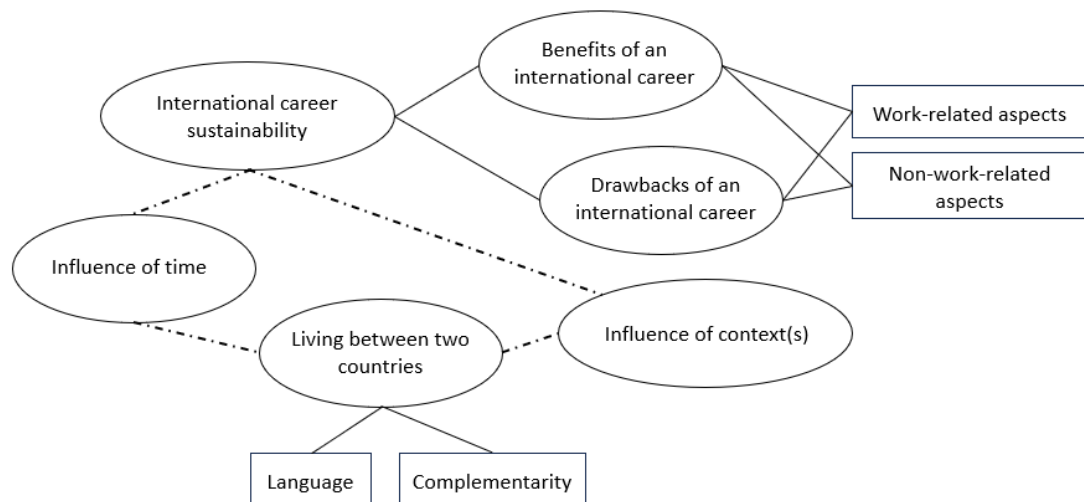 Benefits of an
international career
International career
sustainability
Work-related aspects
Non-work-related
aspects
Drawbacks of an
international career
Influence of time
Living between two
countries
Influence of context(s)
Language
Complementarity